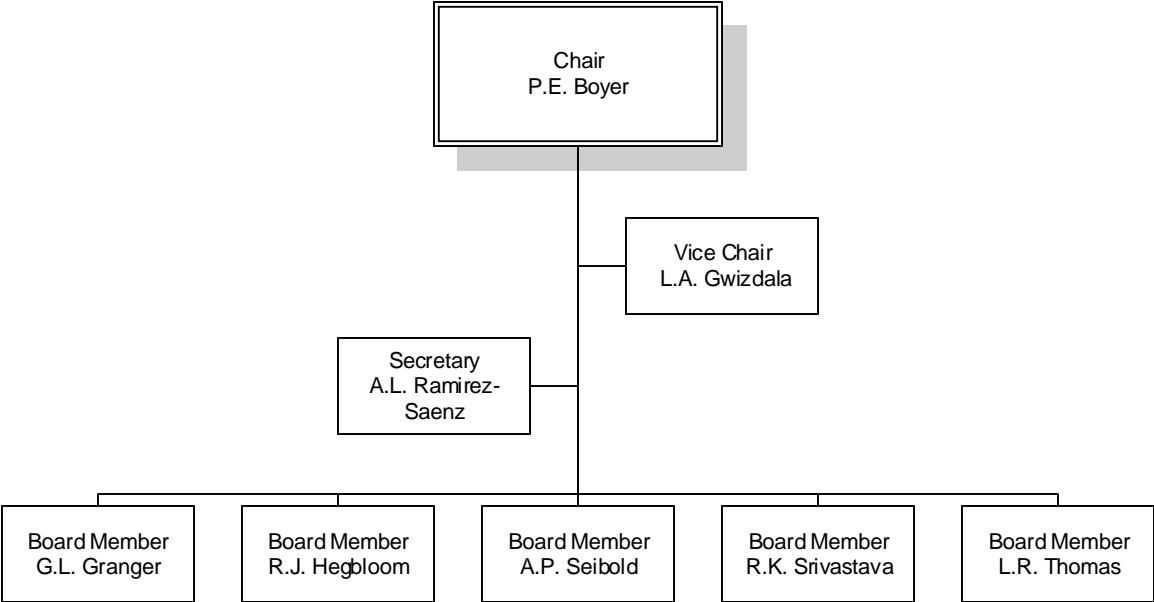 Chair
P.E. Boyer
Vice Chair
L.A. Gwizdala
Secretary
A.L. Ramirez-
Saenz
Board Member
G.L. Granger
Board Member
R.J. Hegbloom
Board Member
A.P. Seibold
Board Member
R.K. Srivastava
Board Member
L.R. Thomas